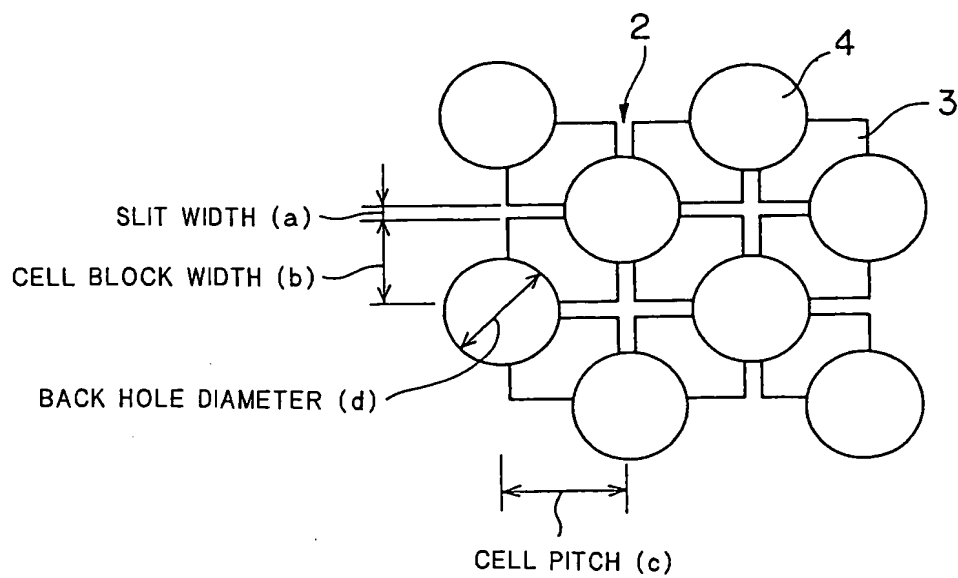 2
4
3
SLIT WIDTH (a)
CELL BLOCK WIDTH (b)
BACK HOLE DIAMETER (d)
CELL PITCH (c)